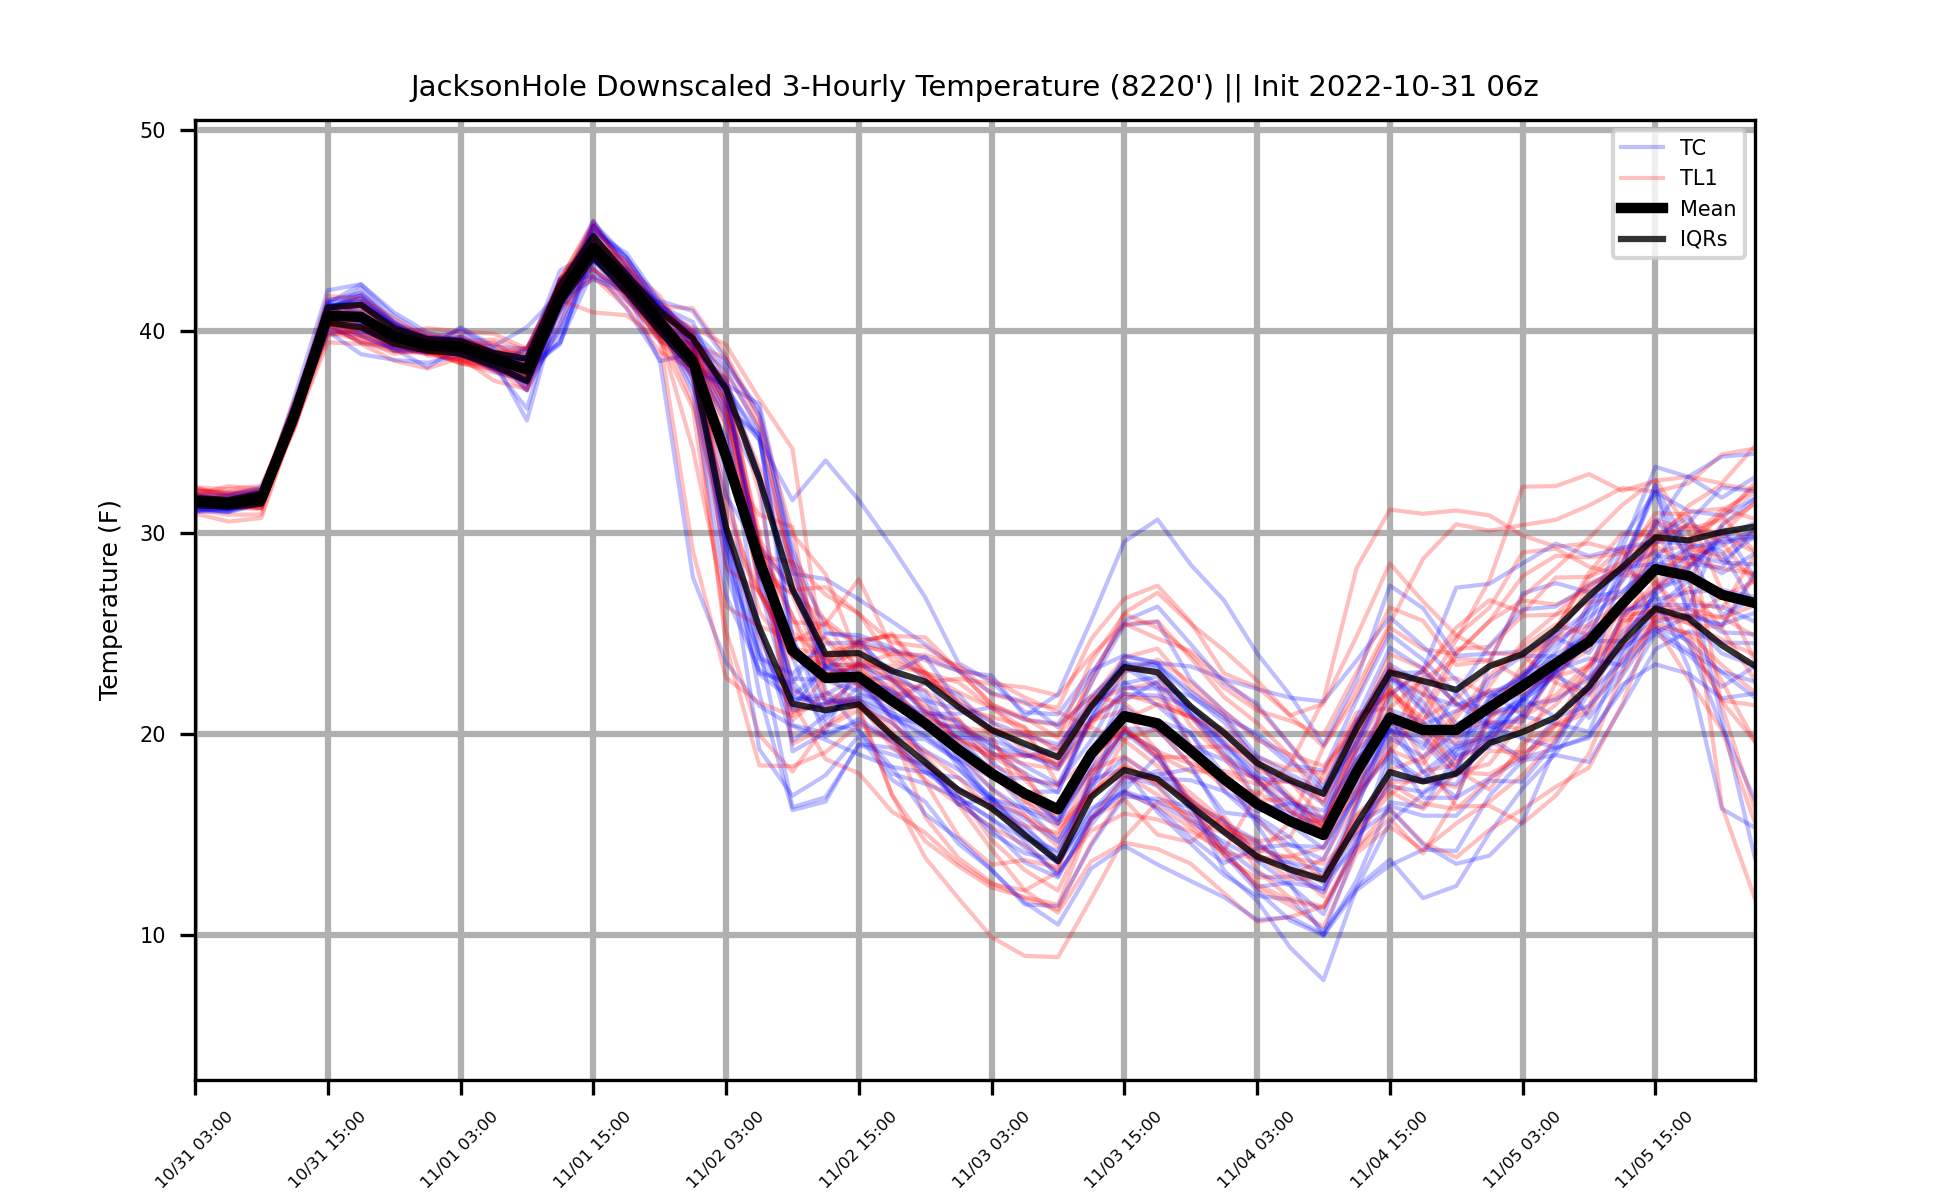 JacksonHole Downscaled 3-Hourly Temperature (8220') || Init 2022-10-31 06z
TC
TL1
Mean
IQRs
Temperature (F)
50
40
30
20
10
10/31 03:00
10/31 15:00
11/01 03:00
11/01 15:00
11/02 03:00
11/02 15:00
11/03 03:00
11/03 15:00
11/04 03:00
11/04 15:00
11/05 03:00
11/05 15:00